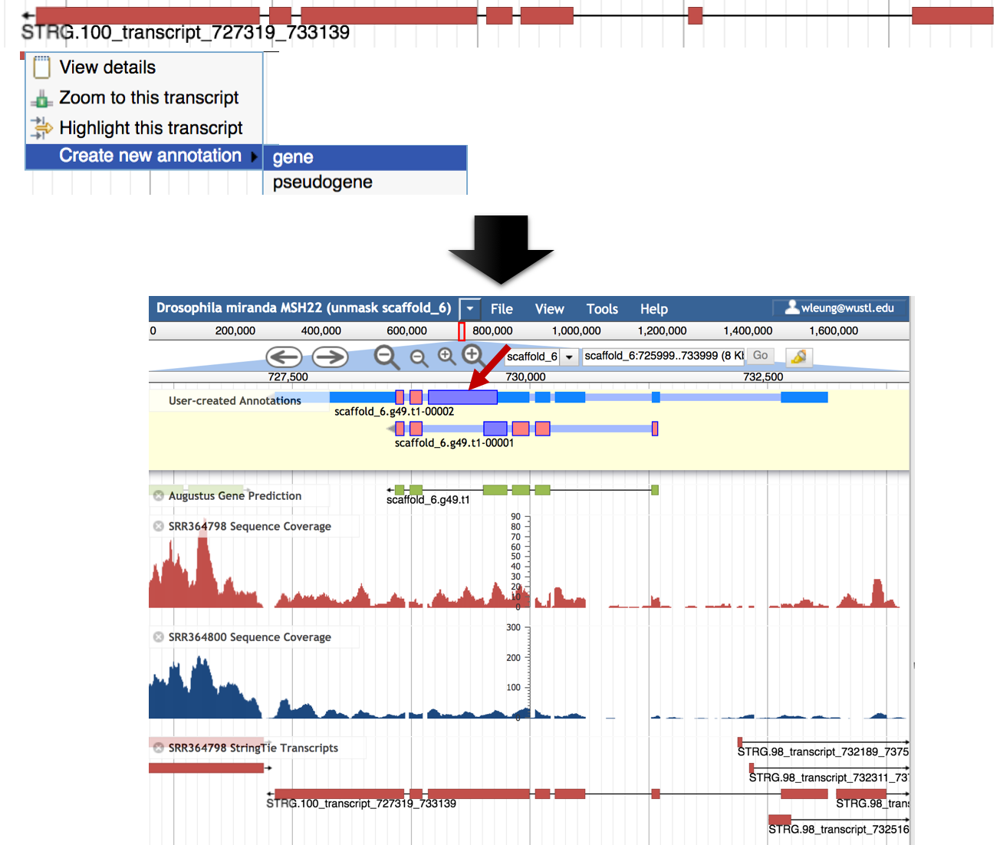 STRG.100_transcript_727319_733139
View details
Zoom to this transcript
Highlight this transcript
Create new annotation
gene
pseudogene
Drosophila miranda MSH22 (unmask scaffold_6) File View Tools Help wleung@wustl.edu
0 200,000 400,000 600,000 800,000 1,000,000 1,200,000 1,400,000 1,600,000
scaffold_6 scaffold_6:725999..733999 (8 Kl Go
727,500 730,000 732,500
User-created Annotations
scaffold_6.g49.t1-00002
scaffold_6.g49.t1-00001
Augustus Gene Prediction
scaffold_6.g49.t1
SRR364798 Sequence Coverage
90
80
70
60
50
40
30
20
10
0
SRR364800 Sequence Coverage
300
200
100
0
SRR364798 StringTie Transcripts
STRG.98_transcript_732189_7375
STRG.98_transcript_732311_737
STRG.100_transcript_727319_733139
STRG.98_trans
STRG.98_transcript_732516